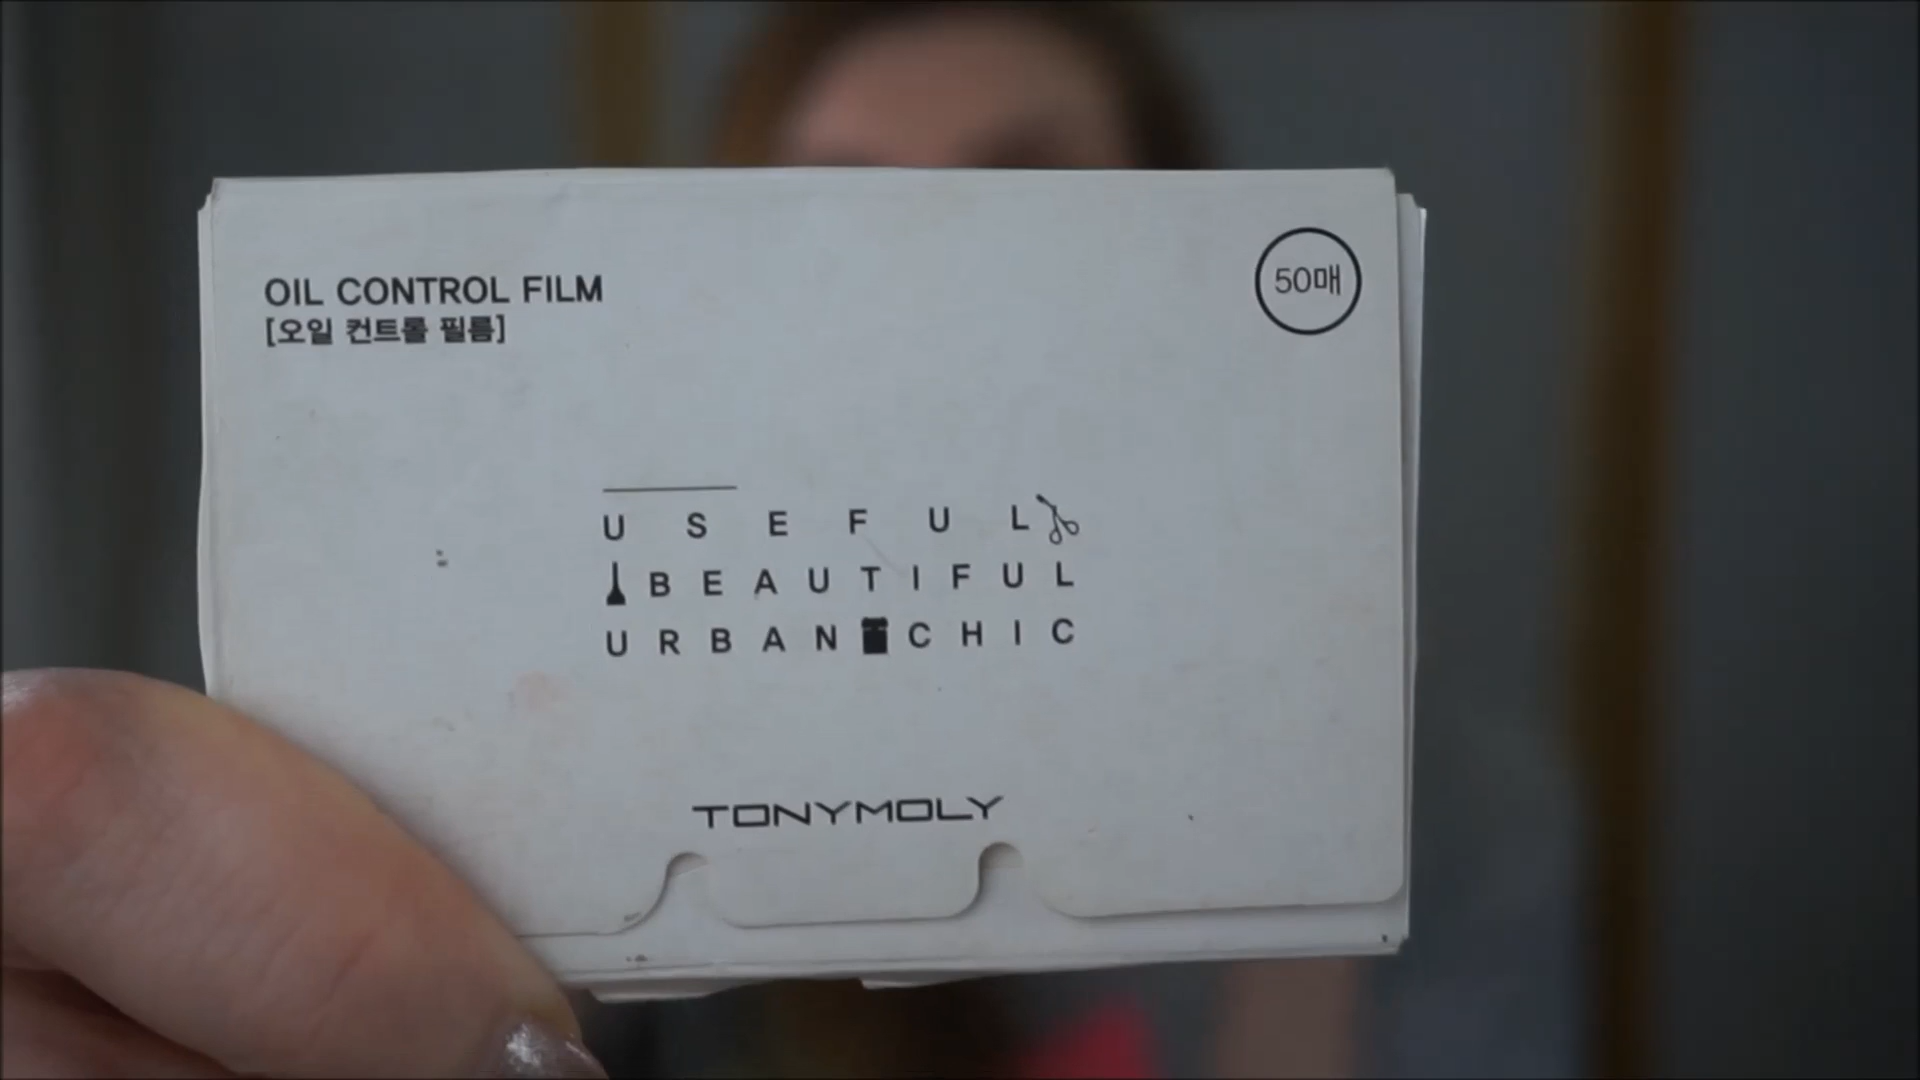 OIL CONTROL FILM
[오일 컨트롤 필름]
50매
USEFUL
BEAUTIFUL
URBAN CHIC
TONYMOLY